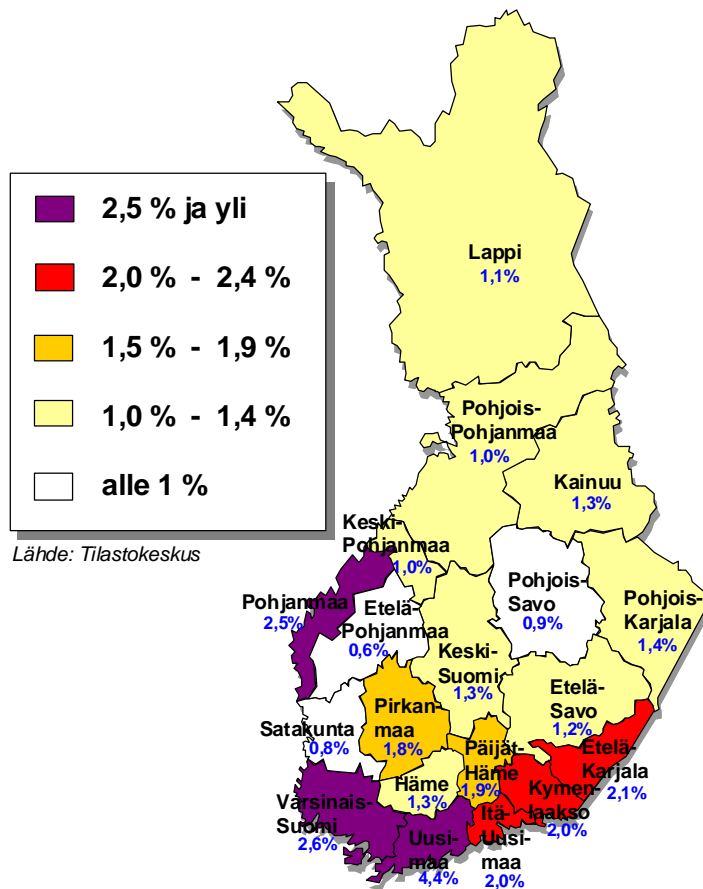 2,5 % ja yli
2,0 % - 2,4 %
1,5 % - 1,9 %
1,0 % - 1,4 %
alle 1 %
Lähde: Tilastokeskus
Lappi
1,1%
Pohjois-
Pohjanmaa
1,0%
Kainuu
1,3%
Keski-
Pohjanmaa
1,0%
Pohjanmaa
2,5%
Etelä-
Pohjanmaa
0,6%
Pohjois-
Savo
0,9%
Pohjois-
Karjala
1,4%
Keski-
Suomi
1,3%
Etelä-
Savo
1,2%
Pirkan-
maa
1,8%
Satakunta
0,8%
Päijät-
Häme
1,9%
Etelä-
Karjala
2,1%
Häme
1,3%
Kymen-
laakso
2,0%
Varsinais-
Suomi
2,6%
Uusi-
maa
4,4%
Itä-
Uusi-
maa
2,0%